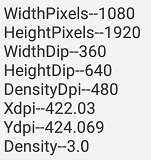 WidthPixels--1080
HeightPixels--1920
WidthDip--360
HeightDip--640
DensityDpi--480
Xdpi--422.03
Ydpi--424.069
Density--3.0